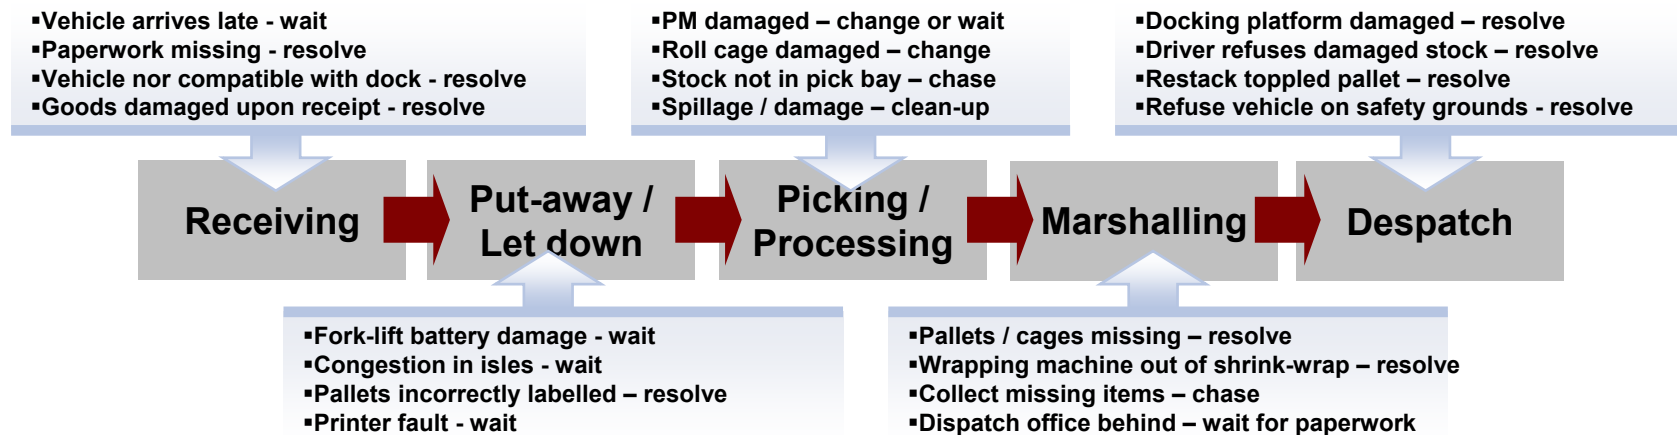 ▪Vehicle arrives late - wait
▪Paperwork missing - resolve
▪Vehicle nor compatible with dock - resolve
▪Goods damaged upon receipt - resolve
▪PM damaged – change or wait
▪Roll cage damaged – change
▪Stock not in pick bay – chase
▪Spillage / damage – clean-up
▪Docking platform damaged – resolve
▪Driver refuses damaged stock – resolve
▪Restack toppled pallet – resolve
▪Refuse vehicle on safety grounds - resolve
Receiving
Put-away /
Let down
Picking /
Processing
Marshalling
Despatch
▪Fork-lift battery damage - wait
▪Congestion in isles - wait
▪Pallets incorrectly labelled – resolve
▪Printer fault - wait
▪Pallets / cages missing – resolve
▪Wrapping machine out of shrink-wrap – resolve
▪Collect missing items – chase
▪Dispatch office behind – wait for paperwork